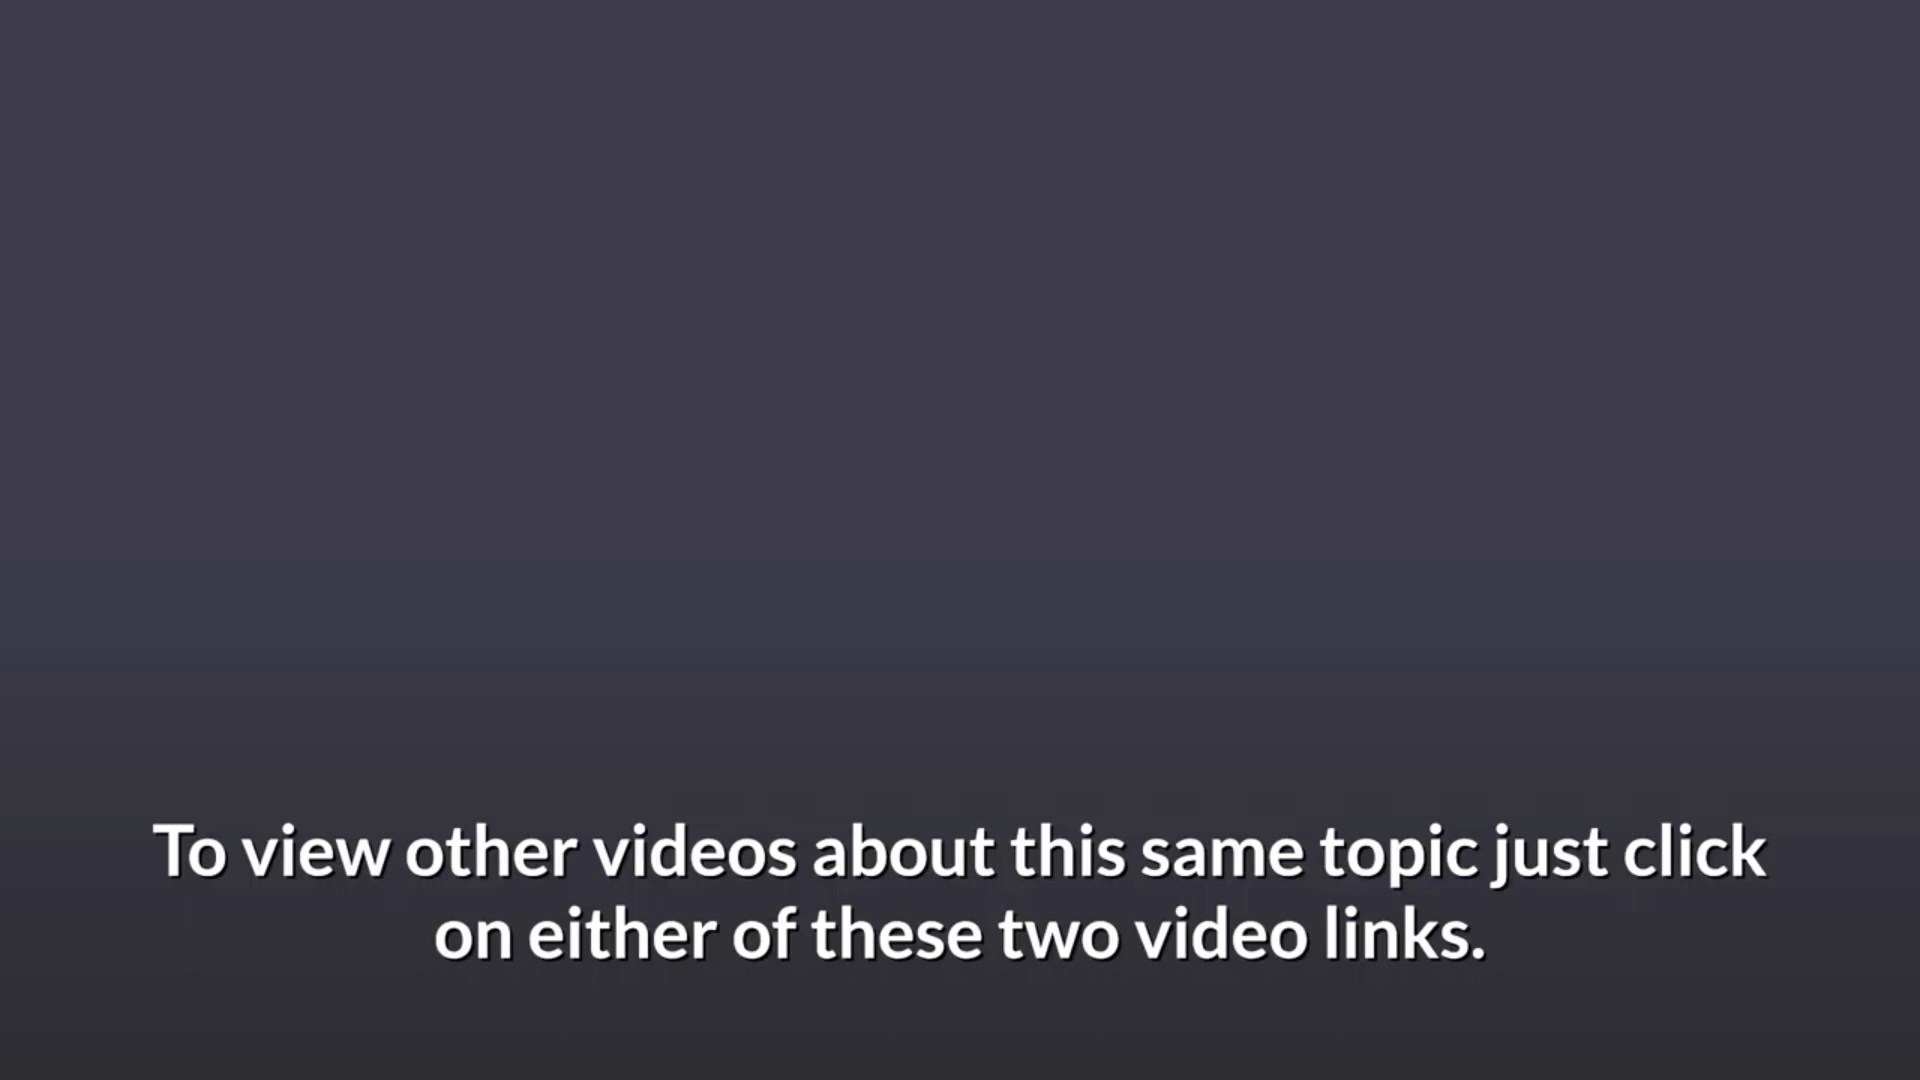 To view other videos about this same topic just click
on either of these two video links.